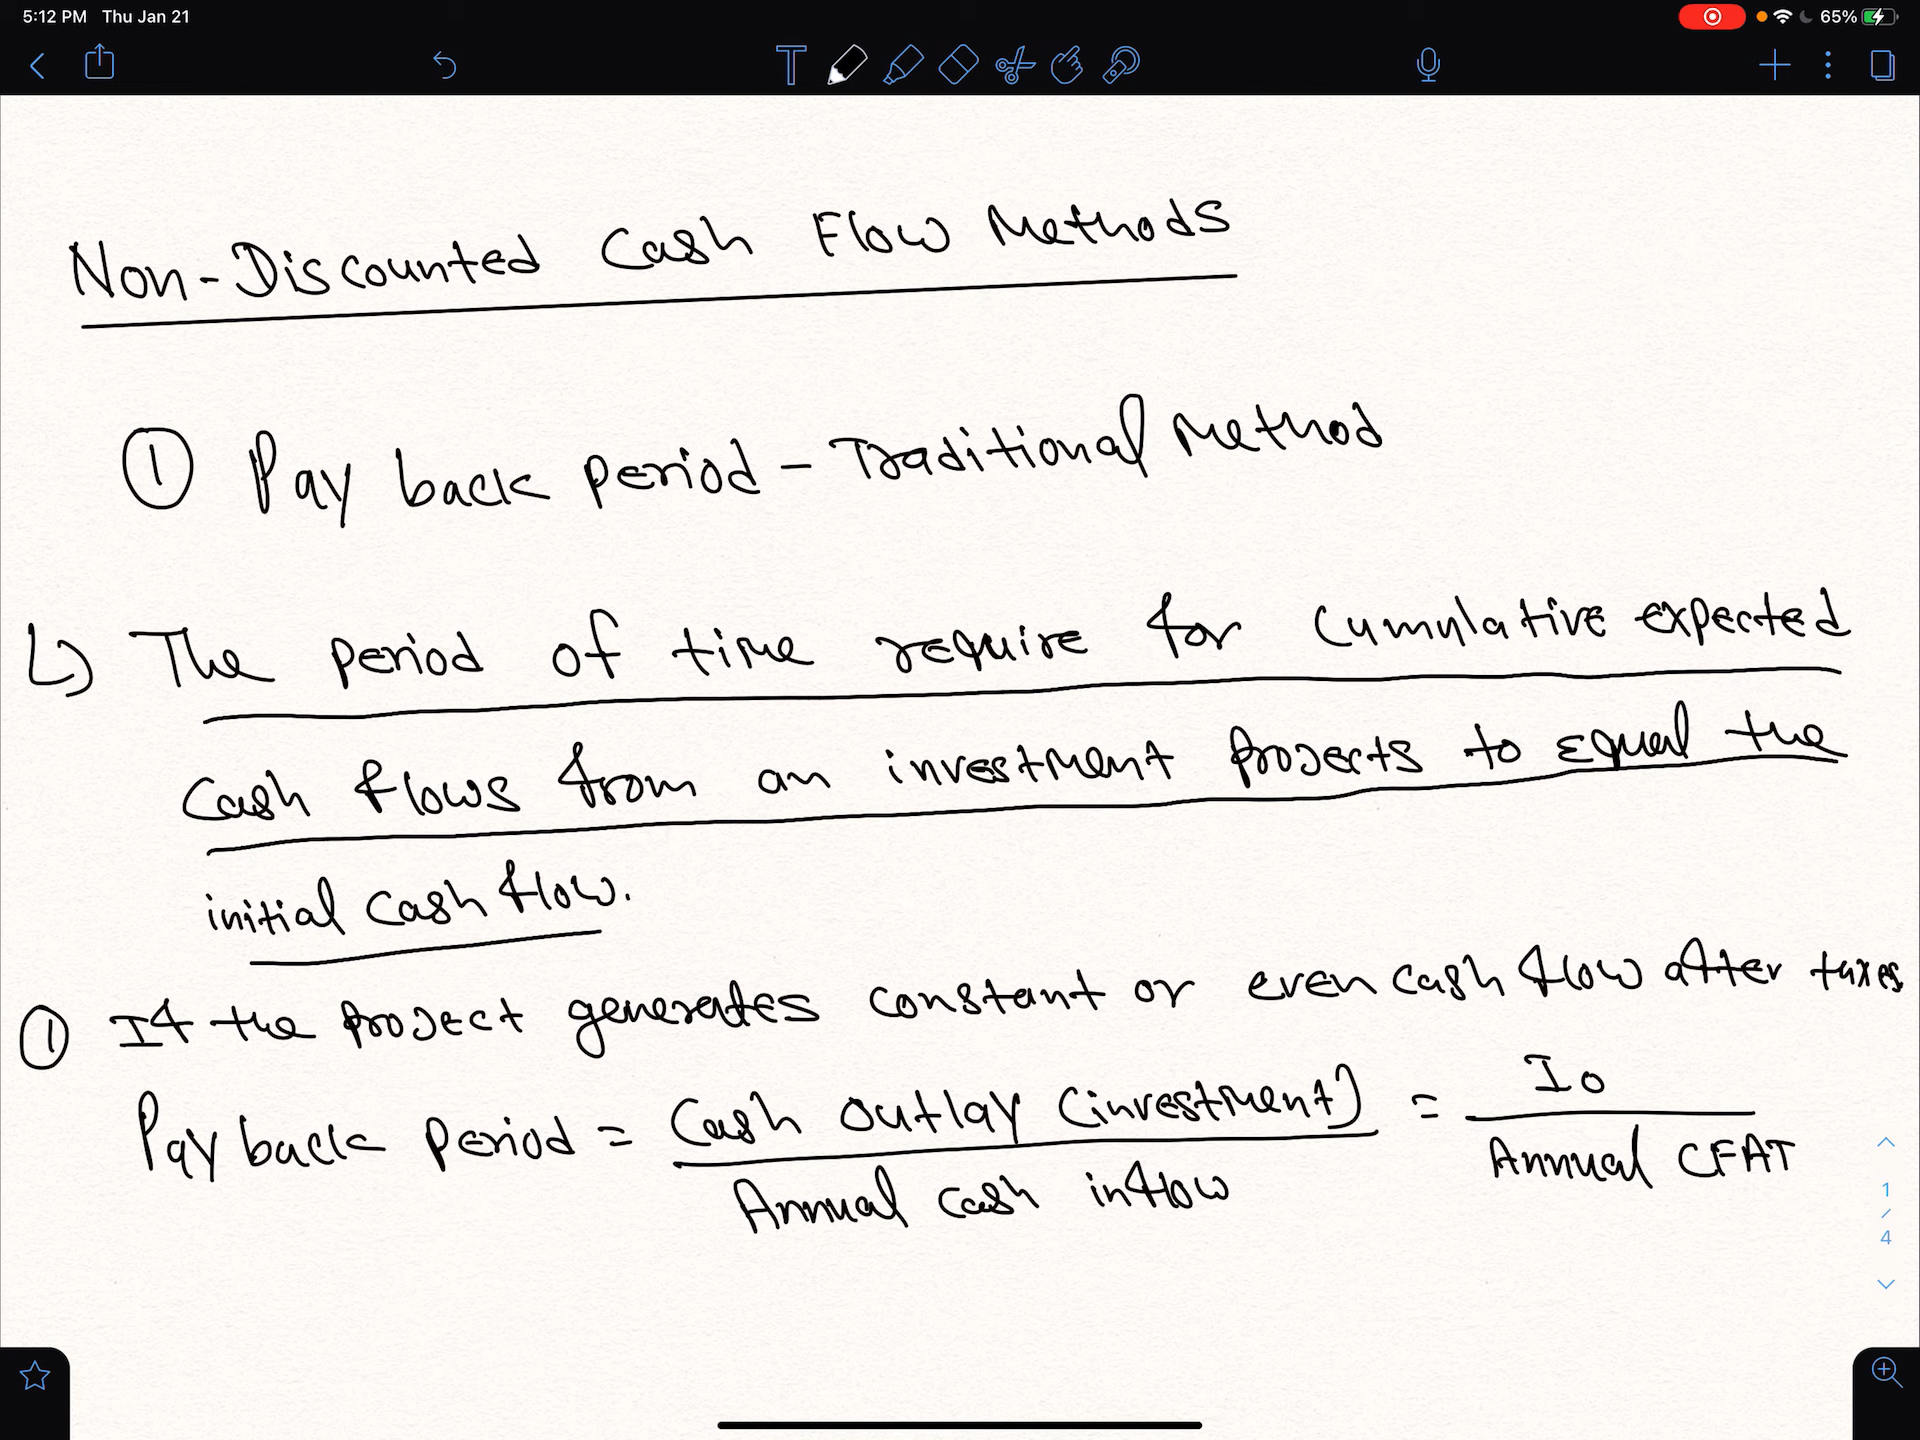 5:12 PM Thu Jan 21
65%
Non-Discounted Cash Flow Methods
① Pay back period - Traditional Method
↳ The period of time require for cumulative expected
cash flows from an investment projects to equal the
initial cash flow.
① If the project generates constant or even cash flow after taxes
Pay back period = Cash outlay (investment) = Io
Annual cash inflow Annual CFAT
1
/
4